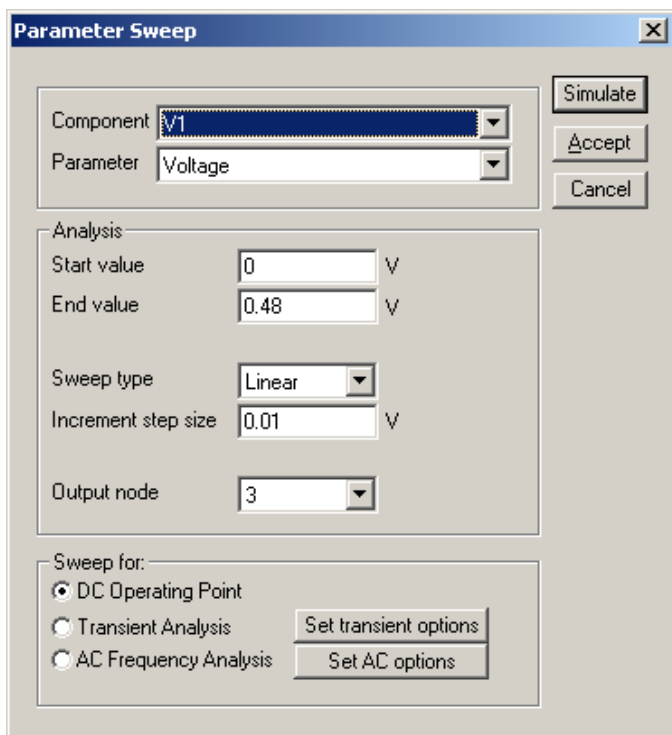 Parameter Sweep
Component V1
Parameter Voltage
Simulate
Accept
Cancel
Analysis
Start value 0 V
End value 0.48 V
Sweep type Linear
Increment step size 0.01 V
Output node 3
Sweep for:
DC Operating Point
Transient Analysis Set transient options
AC Frequency Analysis Set AC options